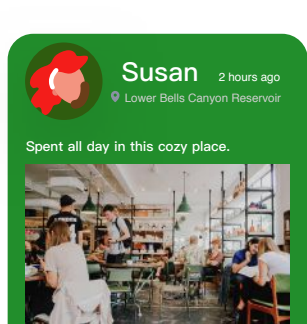 Susan
2 hours ago
Lower Bells Canyon Reservoir
Spent all day in this cozy place.